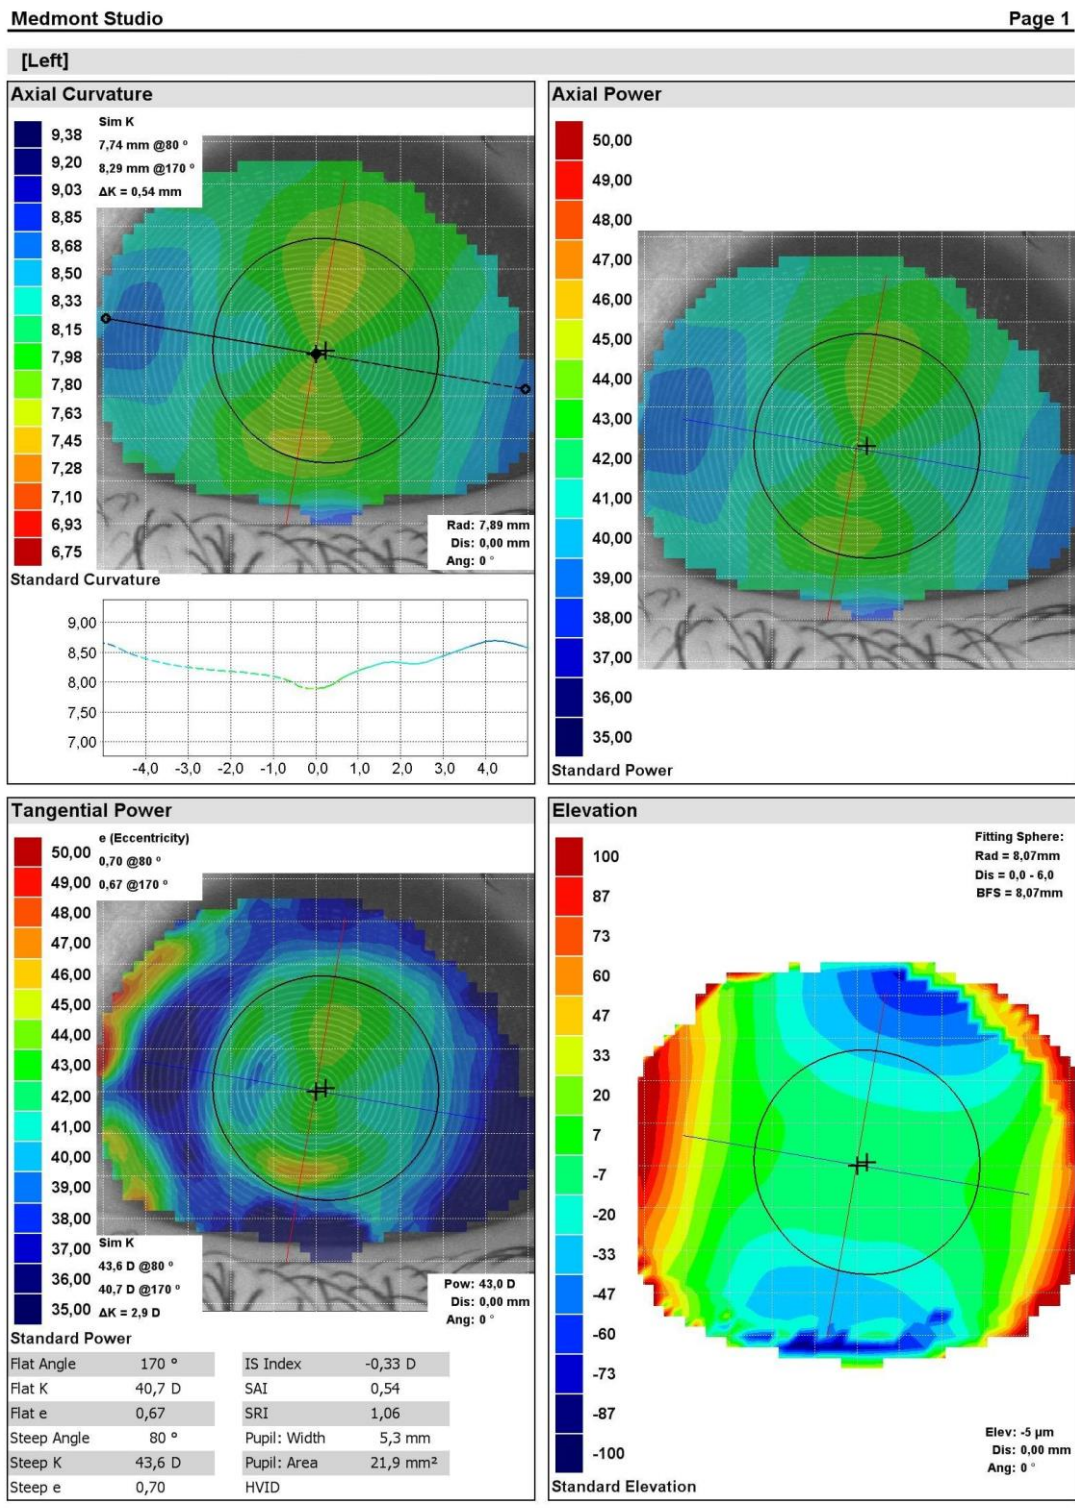 Medmont Studio Page 1
[Left]
Axial Curvature
9,38
9,20
9,03
8,85
8,68
8,50
8,33
8,15
7,98
7,80
7,63
7,45
7,28
7,10
6,93
6,75
Sim K
7,74 mm @80 °
8,29 mm @170 °
ΔK = 0,54 mm
Rad: 7,89 mm
Dis: 0,00 mm
Ang: 0 °
Standard Curvature
9,00
8,50
8,00
7,50
7,00
-4,0 -3,0 -2,0 -1,0 0,0 1,0 2,0 3,0 4,0
Axial Power
50,00
49,00
48,00
47,00
46,00
45,00
44,00
43,00
42,00
41,00
40,00
39,00
38,00
37,00
36,00
35,00
Standard Power
Tangential Power
50,00
49,00
48,00
47,00
46,00
45,00
44,00
43,00
42,00
41,00
40,00
39,00
38,00
37,00
36,00
35,00
e (Eccentricity)
0,70 @80 °
0,67 @170 °
Sim K
43,6 D @80 °
40,7 D @170 °
ΔK = 2,9 D
Pow: 43,0 D
Dis: 0,00 mm
Ang: 0 °
Standard Power
Flat Angle 170 ° IS Index -0,33 D
Flat K 40,7 D SAI 0,54
Flat e 0,67 SRI 1,06
Steep Angle 80 ° Pupil: Width 5,3 mm
Steep K 43,6 D Pupil: Area 21,9 mm²
Steep e 0,70 HVID
Elevation
100
87
73
60
47
33
20
7
-7
-20
-33
-47
-60
-73
-87
-100
Fitting Sphere:
Rad = 8,07mm
Dis = 0,0 - 6,0
BFS = 8,07mm
Elev: -5 µm
Dis: 0,00 mm
Ang: 0 °
Standard Elevation